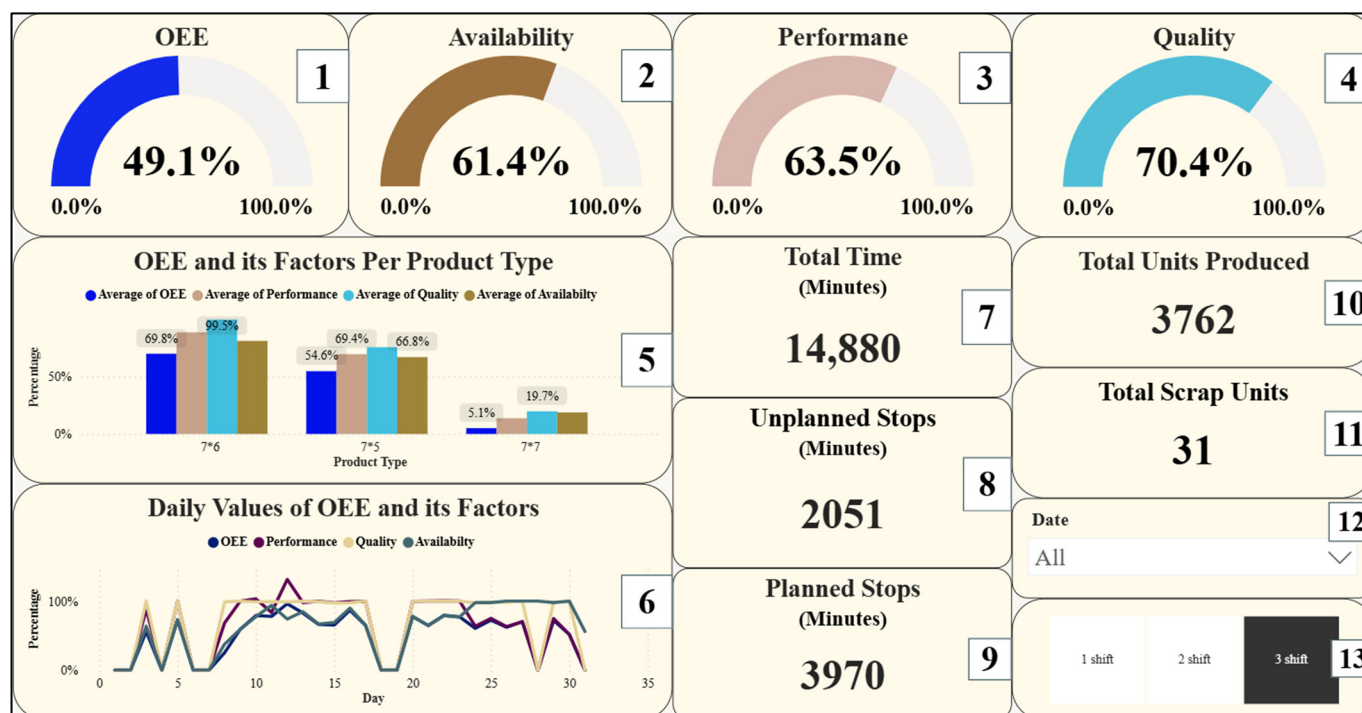 OEE
1
49.1%
0.0%
100.0%
Availability
2
61.4%
0.0%
100.0%
Performane
3
63.5%
0.0%
100.0%
Quality
4
70.4%
0.0%
100.0%
OEE and its Factors Per Product Type
Average of OEE Average of Performance Average of Quality Average of Availabilty
5
Percentage
50%
0%
69.8%
99.5%
54.6%
69.4%
66.8%
5.1%
19.7%
7*6
7*5
7*7
Product Type
Daily Values of OEE and its Factors
OEE Performance Quality Availabilty
6
Percentage
100%
0%
0 5 10 15 20 25 30 35
Day
Total Time
(Minutes)
7
14,880
Unplanned Stops
(Minutes)
8
2051
Planned Stops
(Minutes)
9
3970
Total Units Produced
10
3762
Total Scrap Units
11
31
Date
12
All
1 shift
2 shift
3 shift
13